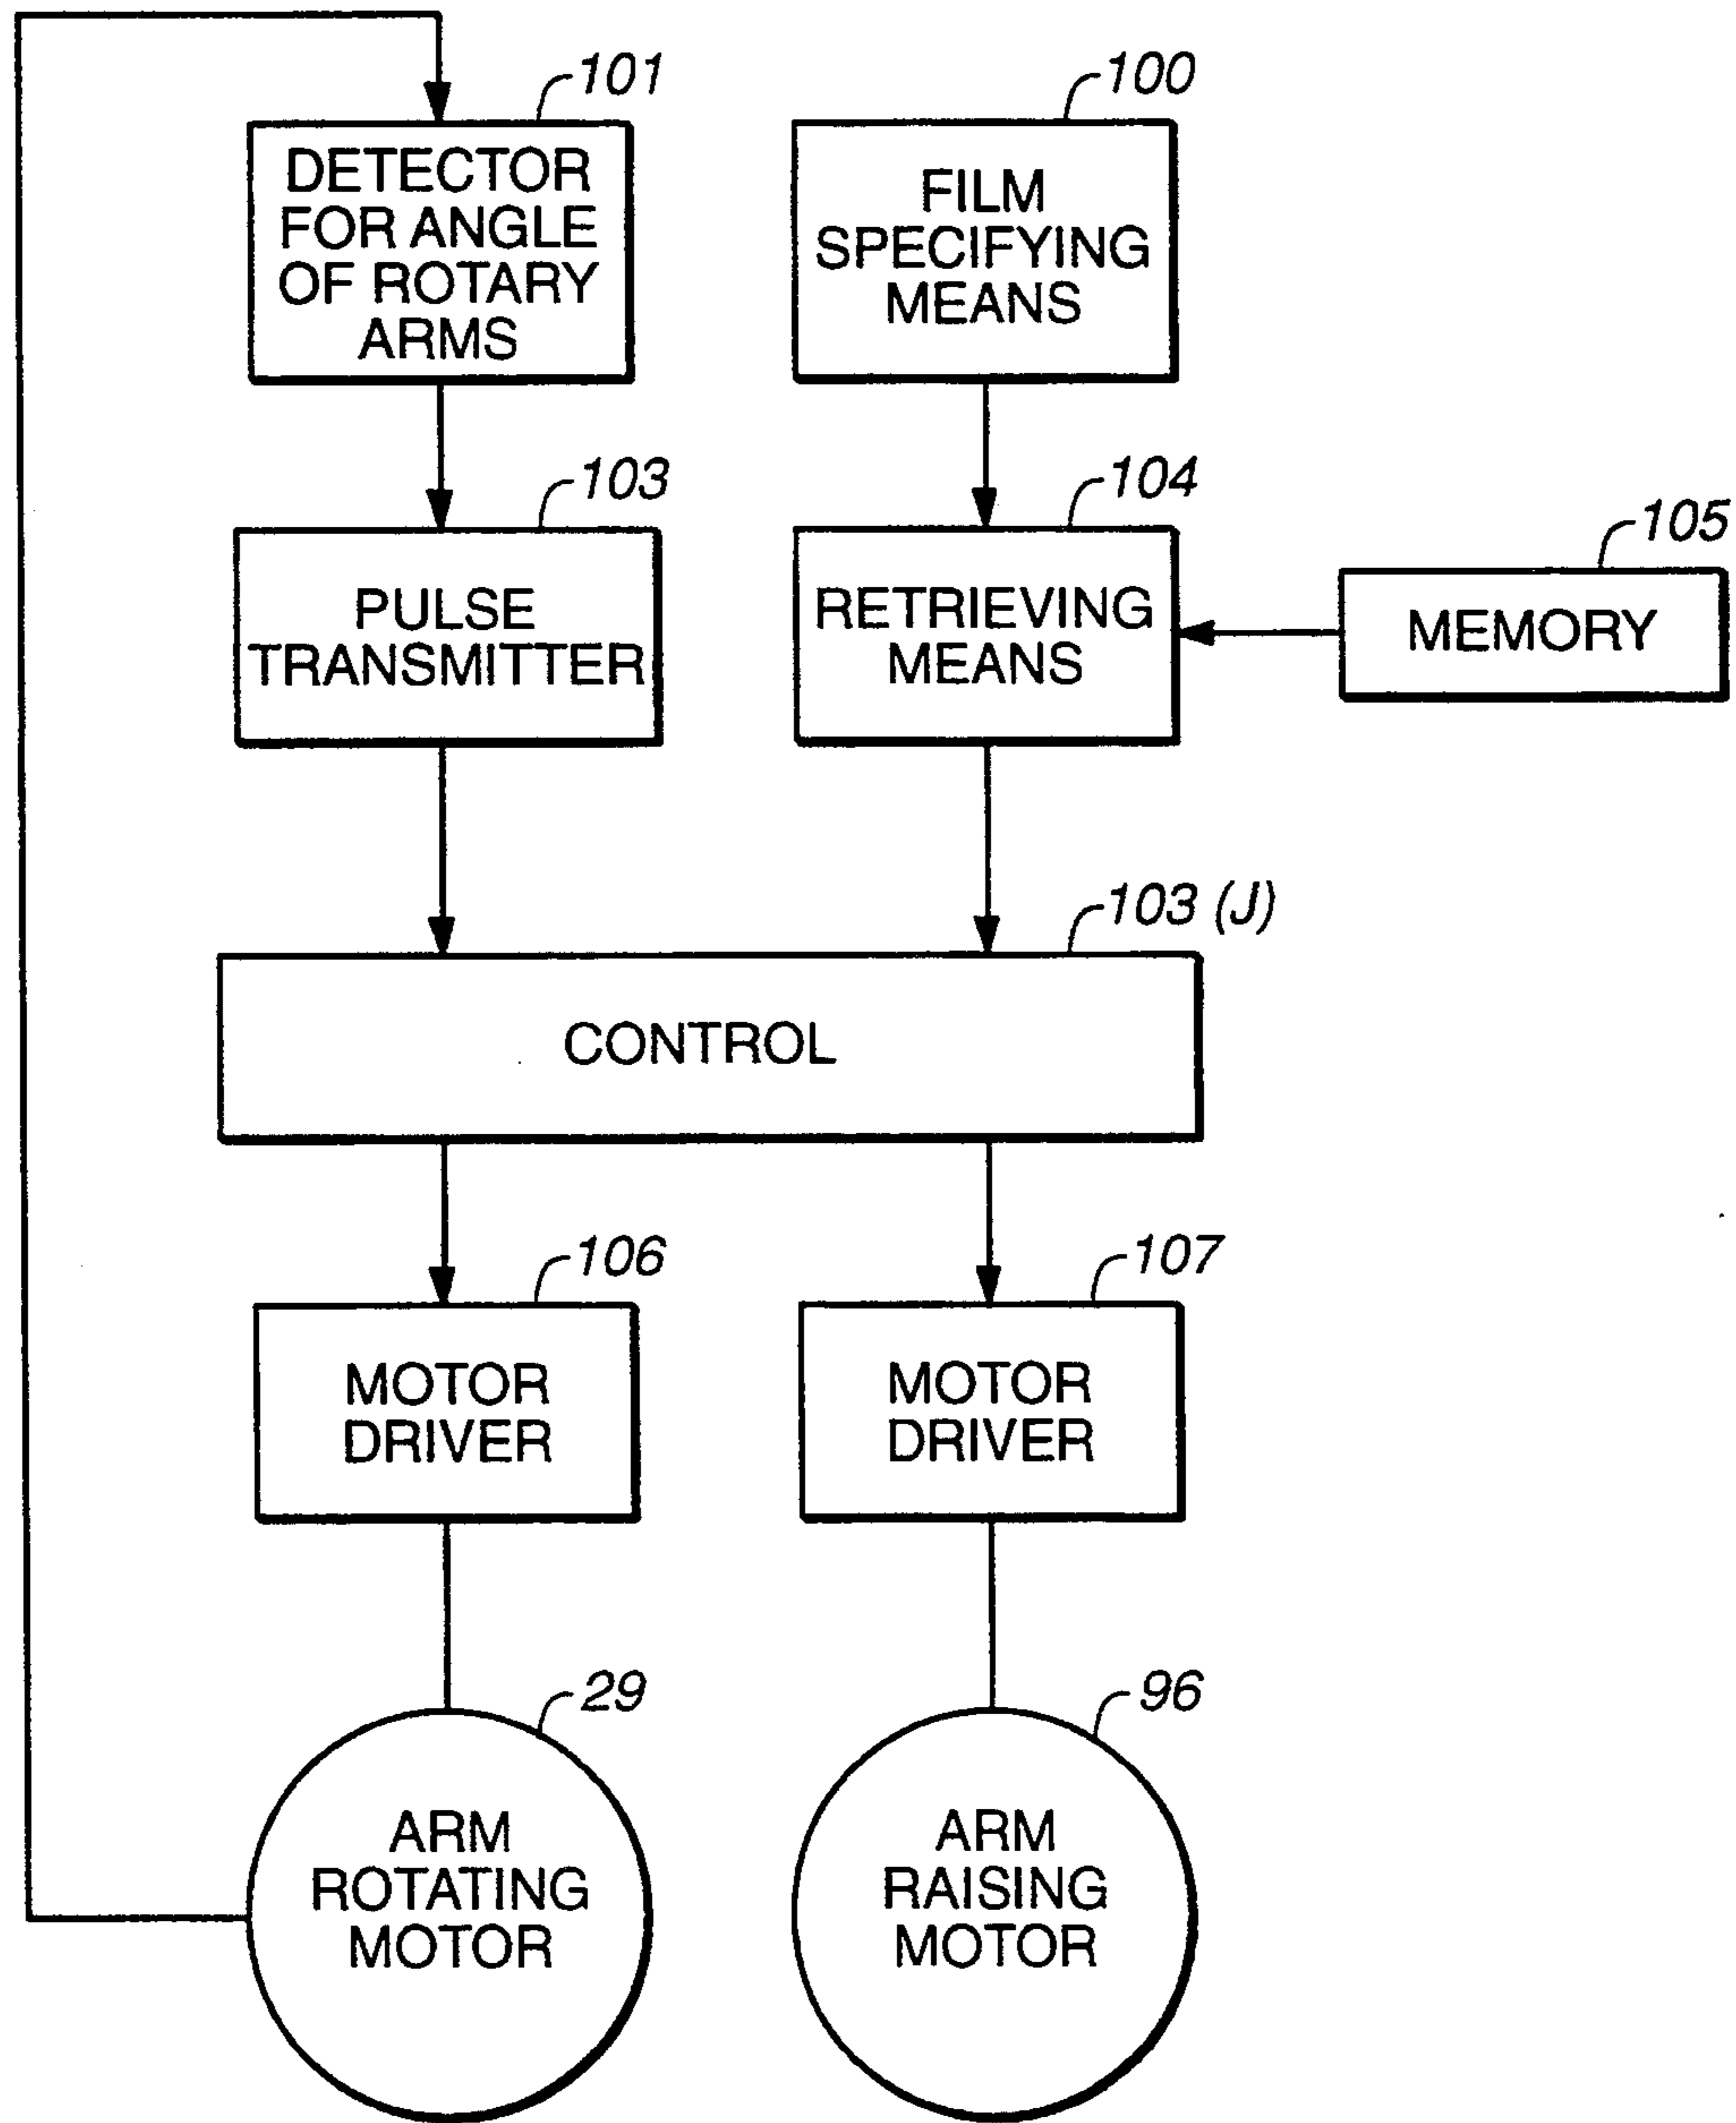 101
DETECTOR
FOR ANGLE
OF ROTARY
ARMS
100
FILM
SPECIFYING
MEANS
103
PULSE
TRANSMITTER
104
RETRIEVING
MEANS
105
MEMORY
103 (J)
CONTROL
106
MOTOR
DRIVER
107
MOTOR
DRIVER
29
ARM
ROTATING
MOTOR
96
ARM
RAISING
MOTOR